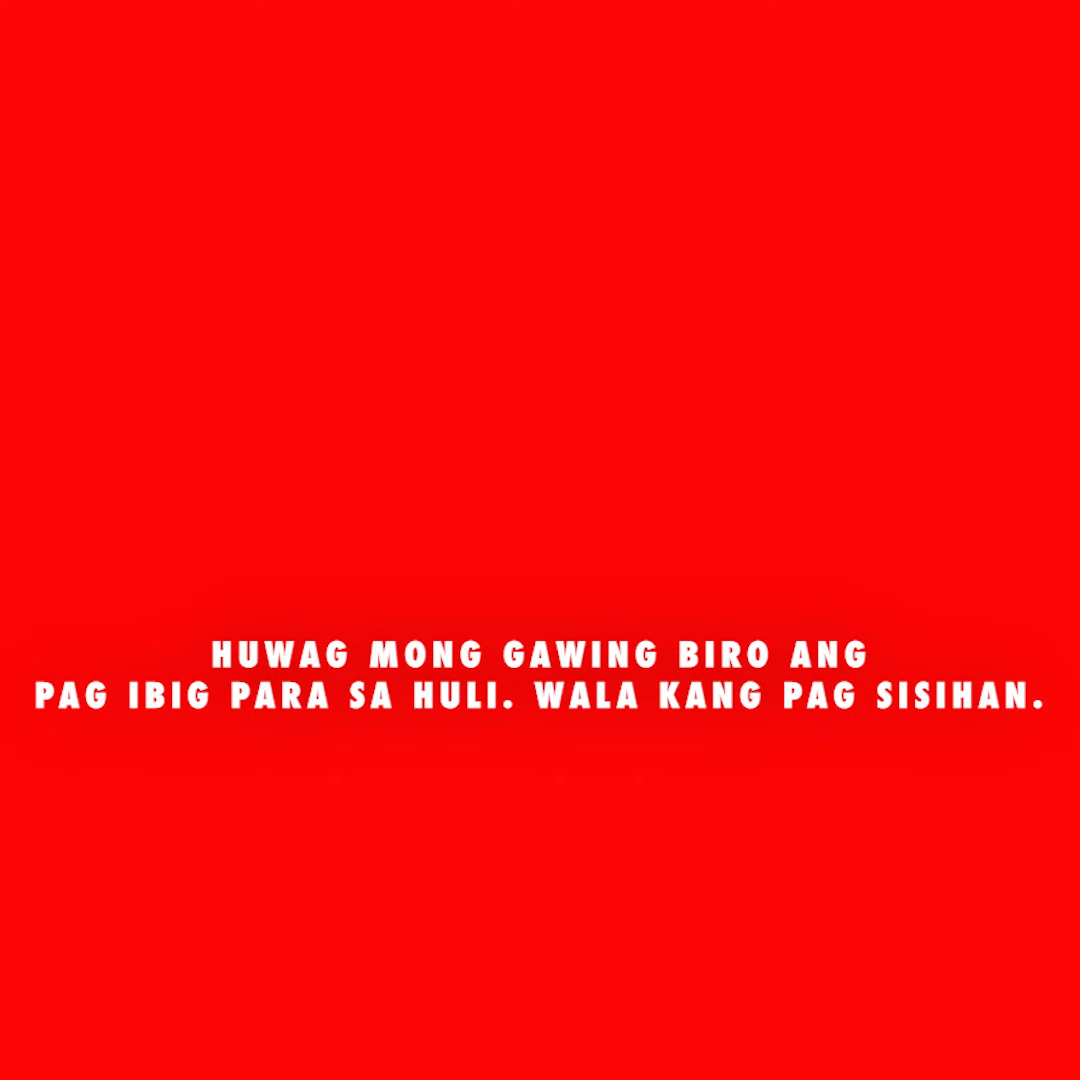 HUWAG MONG GAWING BIRO ANG
PAG IBIG PARA SA HULI. WALA KANG PAG SISIHAN.